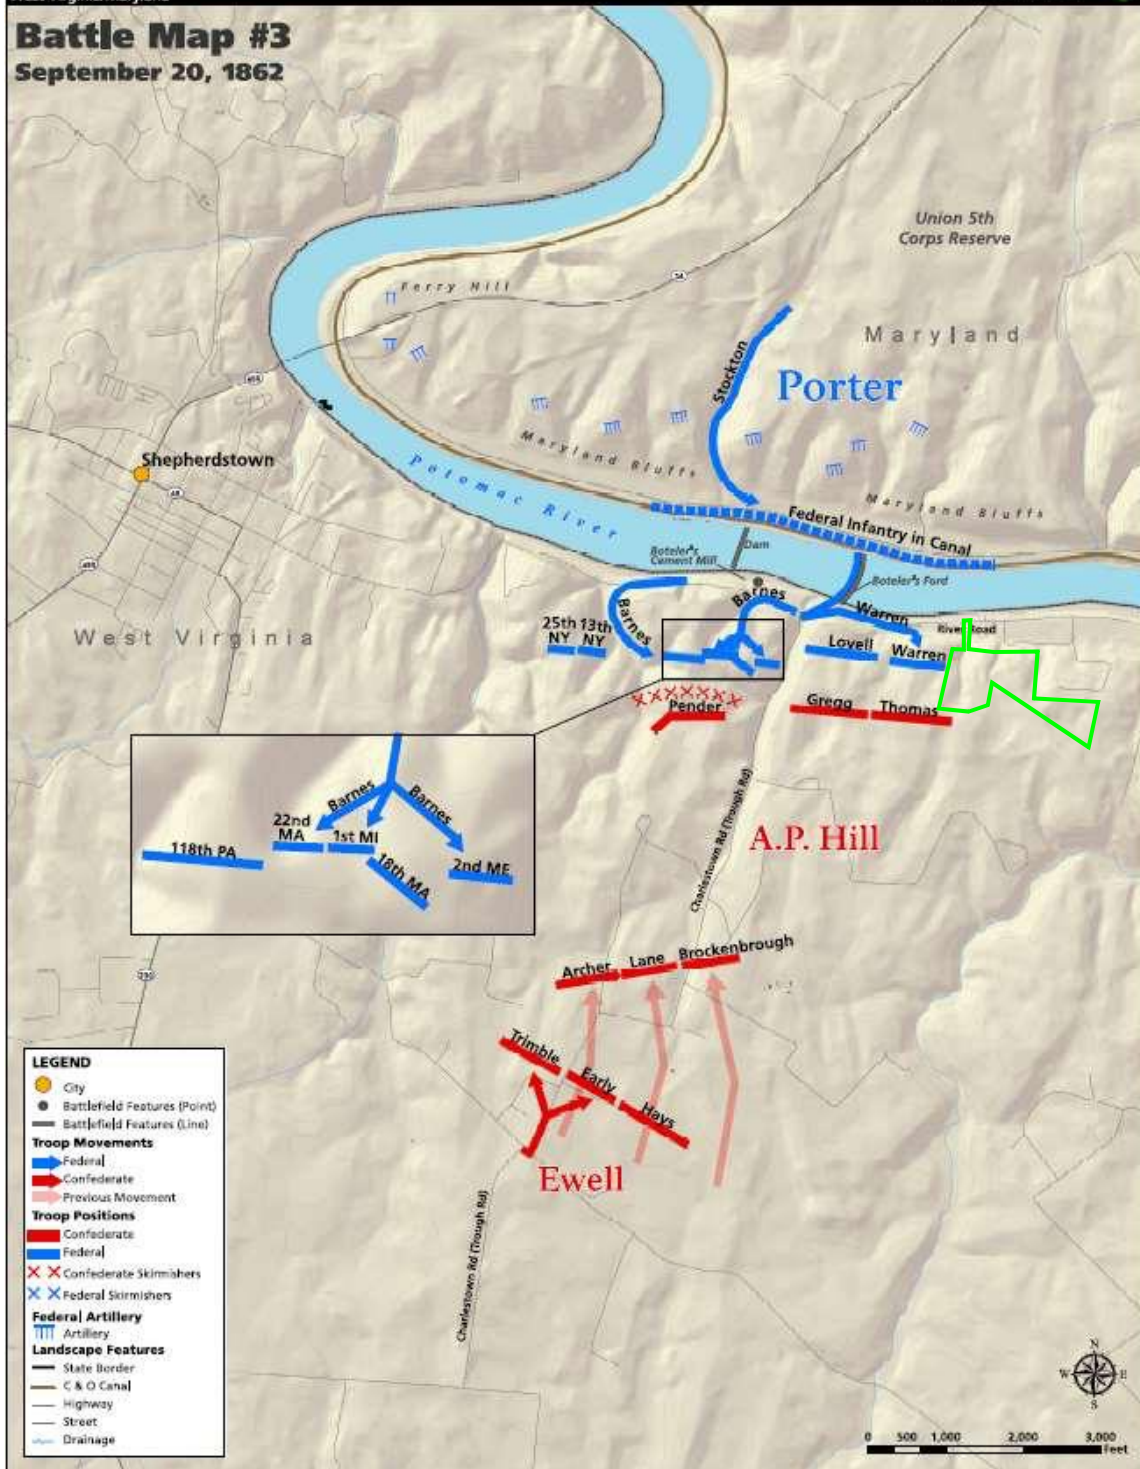 Battle Map #3
September 20, 1862
Union 5th
Corps Reserve
Ferry Hill
34
Maryland
Stockton
Porter
Maryland Bluffs
Shepherdstown
Potomac River
Maryland Bluffs
Federal Infantry in Canal
Dam
Boteler's
Cement Mill
Boteler's Ford
Barnes
Barnes
Warren
River Road
West Virginia
25th
NY
13th
NY
Lovell
Warren
Pender
Gregg
Thomas
Charlestown Rd (Trough Rd)
A.P. Hill
Barnes
Barnes
22nd
MA
1st MI
118th PA
18th MA
2nd ME
Archer
Lane
Brockenbrough
230
Trimble
Early
Hays
Ewell
Charlestown Rd (Trough Rd)
LEGEND
City
Battlefield Features (Point)
Battlefield Features (Line)
Troop Movements
Federal
Confederate
Previous Movement
Troop Positions
Confederate
Federal
Confederate Skirmishers
Federal Skirmishers
Federal Artillery
Artillery
Landscape Features
State Border
C & O Canal
Highway
Street
Drainage
N
W
E
S
0 500 1,000 2,000 3,000
Feet